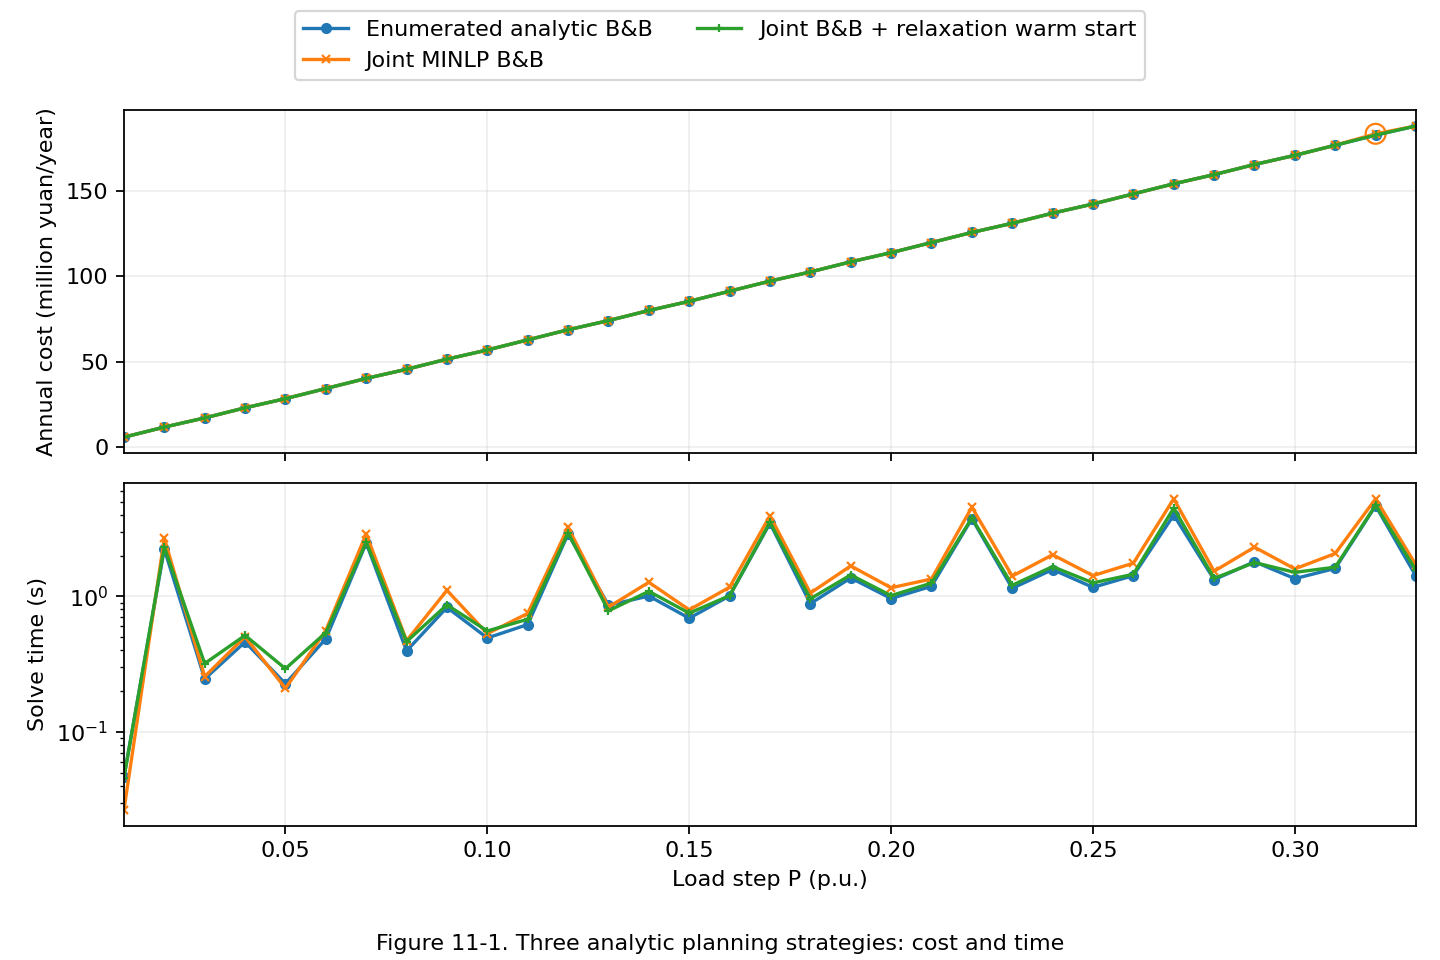 Enumerated analytic B&B
Joint MINLP B&B
Joint B&B + relaxation warm start
Annual cost (million yuan/year)
150
100
50
0
Solve time (s)
10⁰
10⁻¹
0.05 0.10 0.15 0.20 0.25 0.30
Load step P (p.u.)
Figure 11-1. Three analytic planning strategies: cost and time